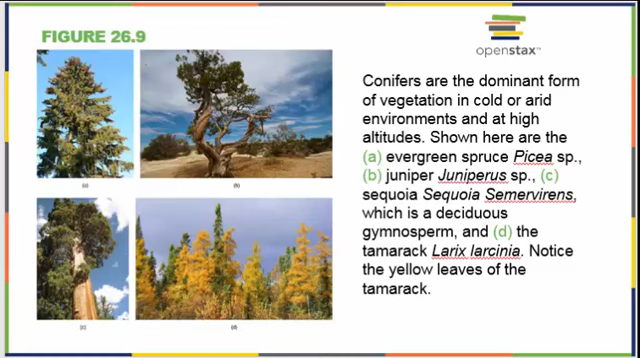 FIGURE 26.9
openstax™
(a)
(b)
(c)
(d)
Conifers are the dominant form
of vegetation in cold or arid
environments and at high
altitudes. Shown here are the
(a) evergreen spruce Picea sp.,
(b) juniper Juniperus sp., (c)
sequoia Sequoia Semervirens,
which is a deciduous
gymnosperm, and (d) the
tamarack Larix larcinia. Notice
the yellow leaves of the
tamarack.